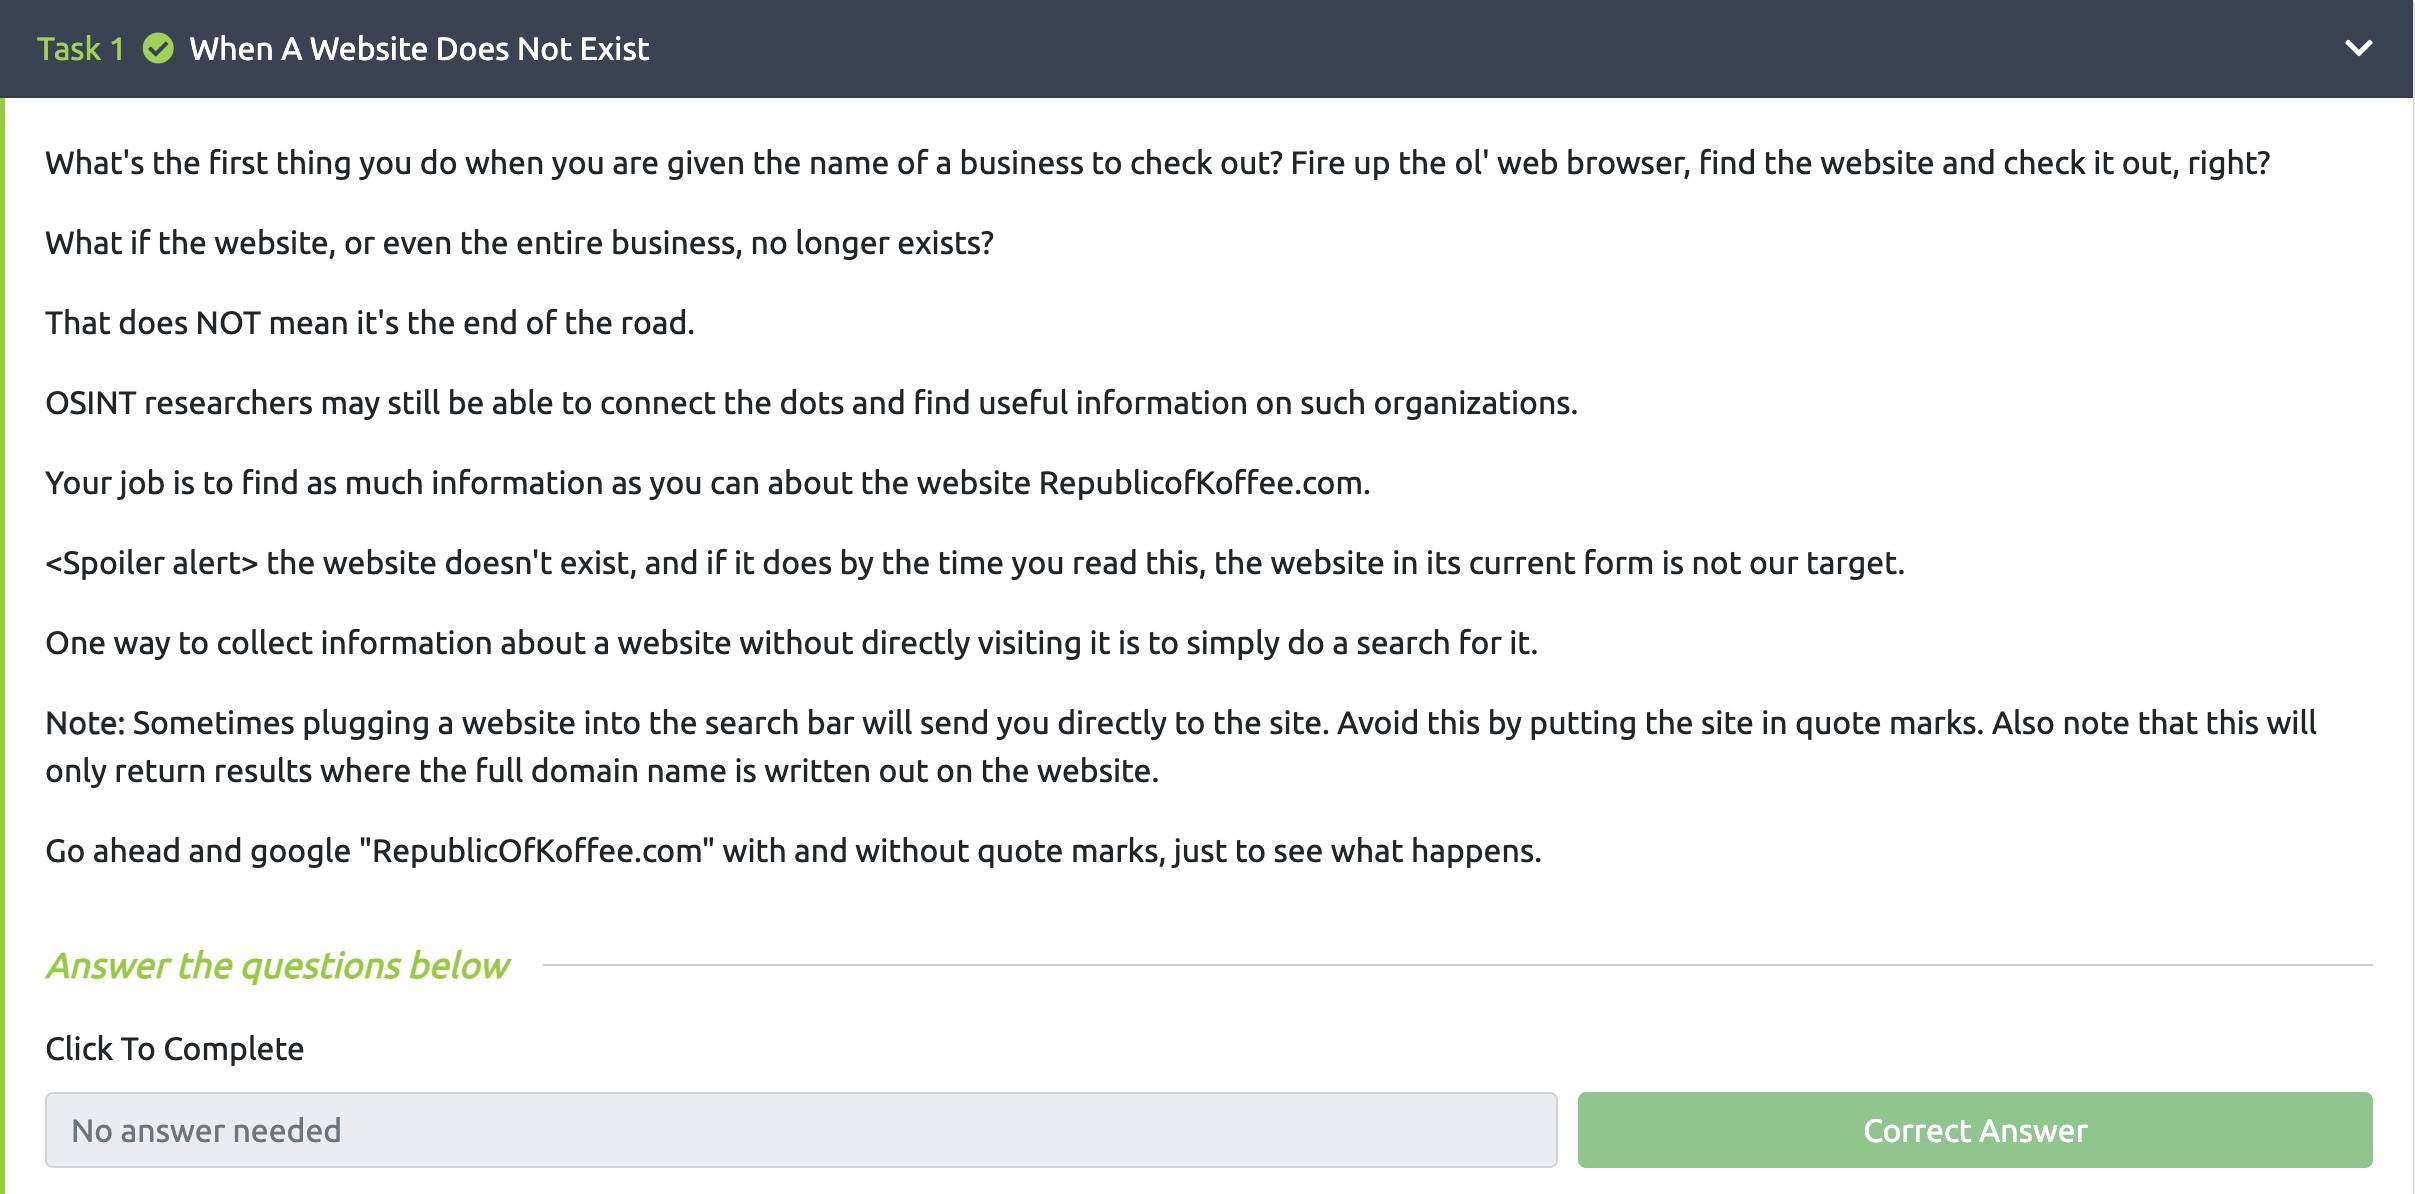 Task 1 When A Website Does Not Exist
What's the first thing you do when you are given the name of a business to check out? Fire up the ol' web browser, find the website and check it out, right?
What if the website, or even the entire business, no longer exists?
That does NOT mean it's the end of the road.
OSINT researchers may still be able to connect the dots and find useful information on such organizations.
Your job is to find as much information as you can about the website RepublicofKoffee.com.
<Spoiler alert> the website doesn't exist, and if it does by the time you read this, the website in its current form is not our target.
One way to collect information about a website without directly visiting it is to simply do a search for it.
Note: Sometimes plugging a website into the search bar will send you directly to the site. Avoid this by putting the site in quote marks. Also note that this will
only return results where the full domain name is written out on the website.
Go ahead and google "RepublicOfKoffee.com" with and without quote marks, just to see what happens.
Answer the questions below
Click To Complete
No answer needed
Correct Answer